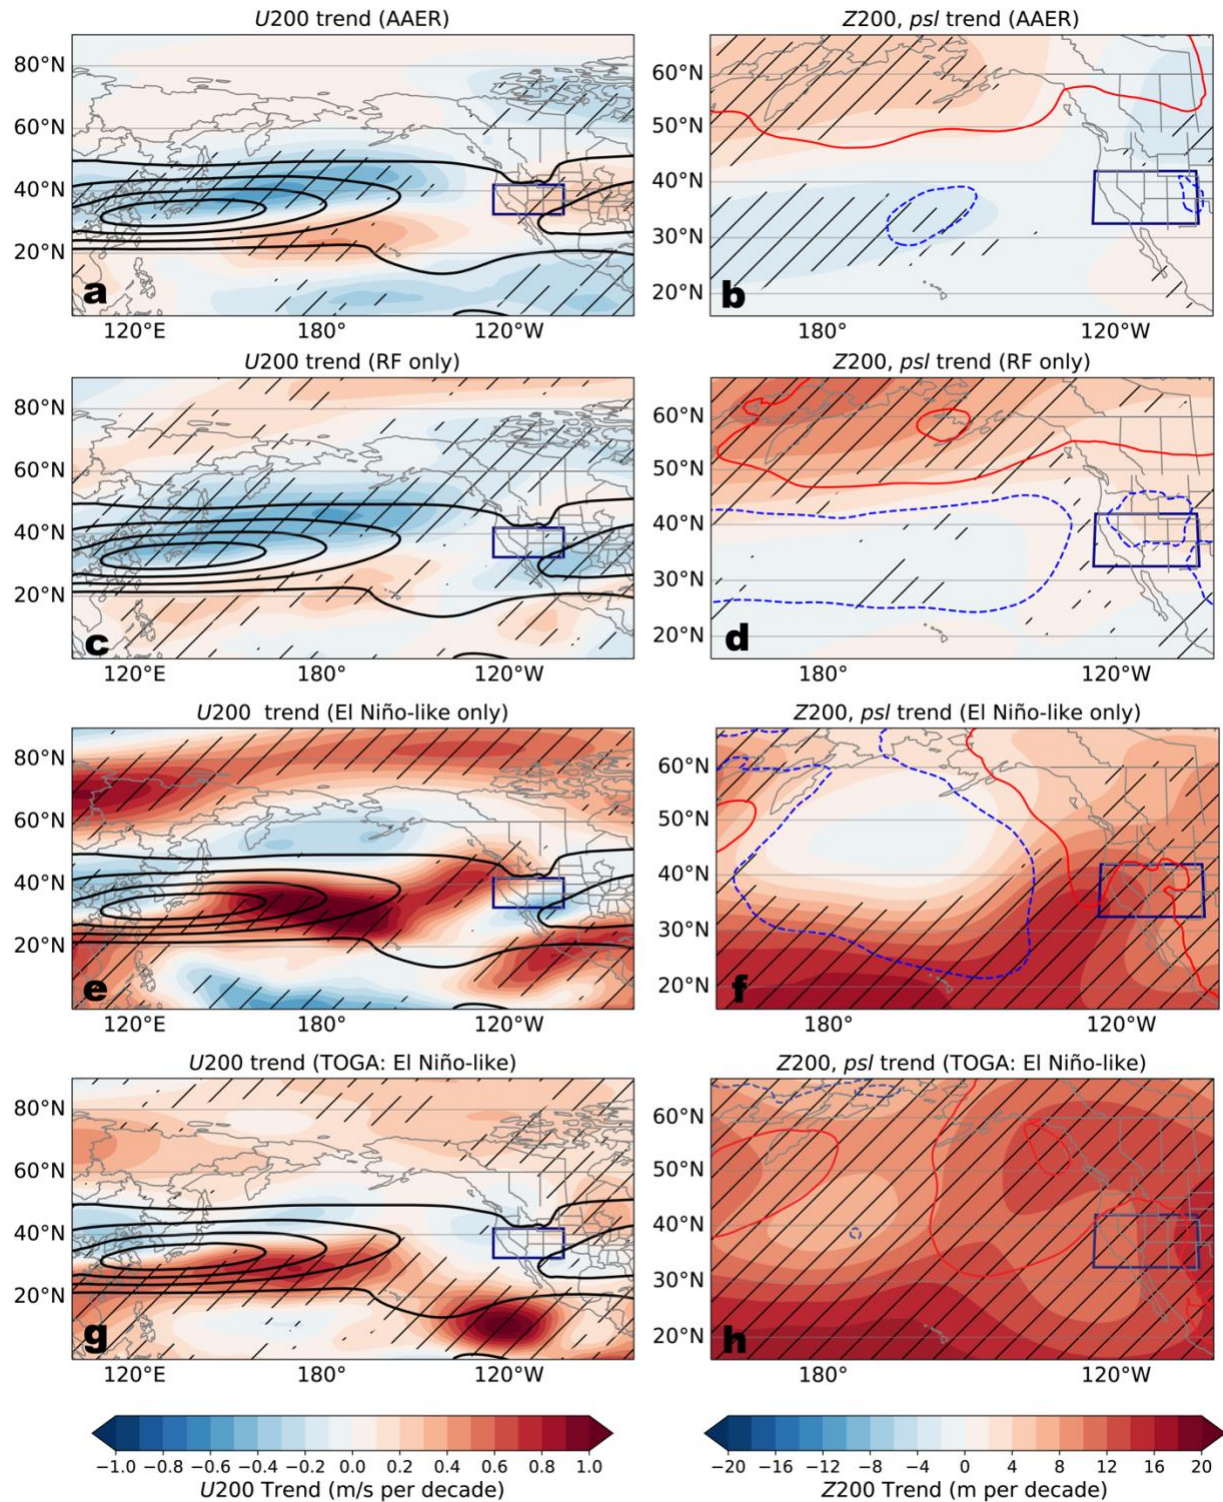 U200 trend (AAER)
Z200, psl trend (AAER)
80°N
60°N
40°N
20°N
a
120°E 180° 120°W
60°N
50°N
40°N
30°N
20°N
b
180° 120°W
U200 trend (RF only)
Z200, psl trend (RF only)
80°N
60°N
40°N
20°N
c
120°E 180° 120°W
60°N
50°N
40°N
30°N
20°N
d
180° 120°W
U200 trend (El Niño-like only)
Z200, psl trend (El Niño-like only)
80°N
60°N
40°N
20°N
e
120°E 180° 120°W
60°N
50°N
40°N
30°N
20°N
f
180° 120°W
U200 trend (TOGA: El Niño-like)
Z200, psl trend (TOGA: El Niño-like)
80°N
60°N
40°N
20°N
g
120°E 180° 120°W
60°N
50°N
40°N
30°N
20°N
h
180° 120°W
−1.0 −0.8 −0.6 −0.4 −0.2 0.0 0.2 0.4 0.6 0.8 1.0
U200 Trend (m/s per decade)
−20 −16 −12 −8 −4 0 4 8 12 16 20
Z200 Trend (m per decade)